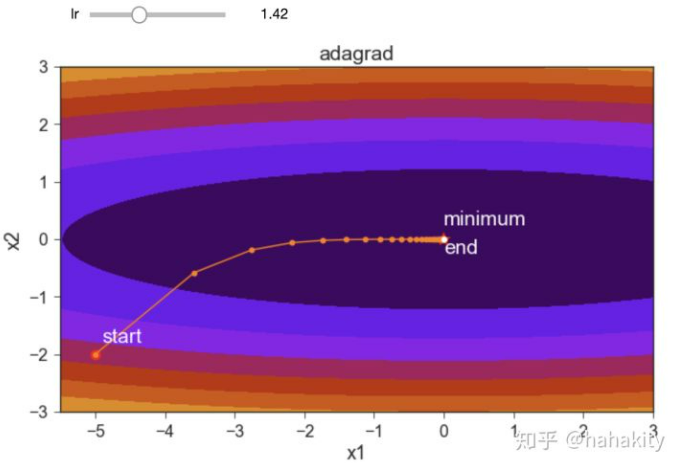 lr 1.42
adagrad
3
2
1
0
−1
−2
−3
x2
minimum
end
start
−5 −4 −3 −2 −1 0 1 2 3
x1
知乎 @hahakity